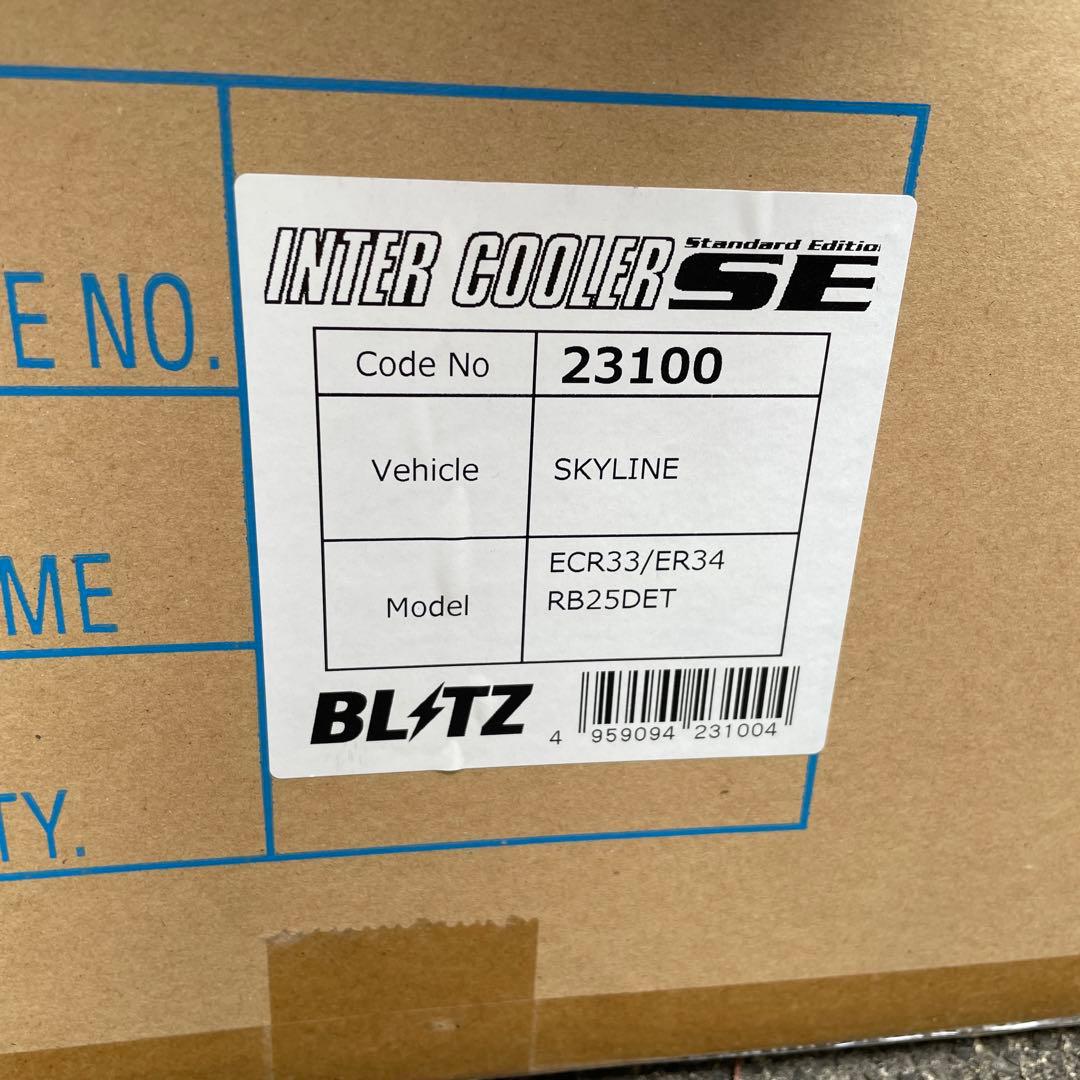 INTER COOLER SE
Standard Edition
Code No 23100
Vehicle SKYLINE
Model ECR33/ER34
RB25DET
BLITZ
4 959094 231004
E NO.
ME
TY.